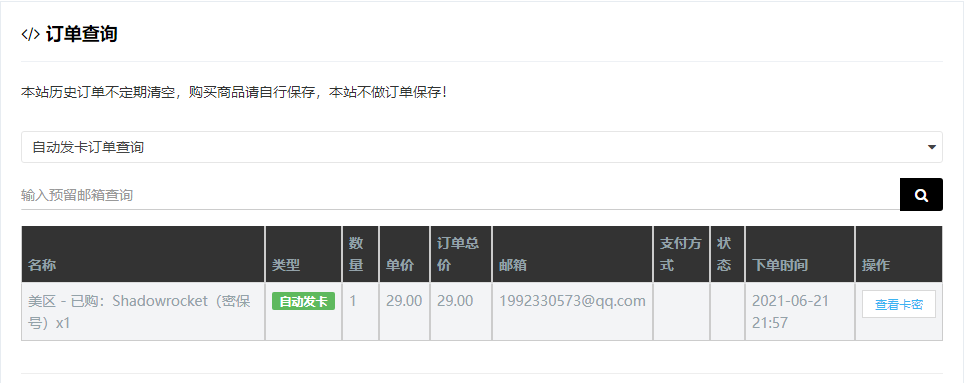 </> 订单查询
本站历史订单不定期清空，购买商品请自行保存，本站不做订单保存！
自动发卡订单查询
输入预留邮箱查询
名称 类型 数量 单价 订单总价 邮箱 支付方式 状态 下单时间 操作
美区 - 已购：Shadowrocket（密保 自动发卡 1 29.00 29.00 1992330573@qq.com 2021-06-21 查看卡密
号）x1 21:57